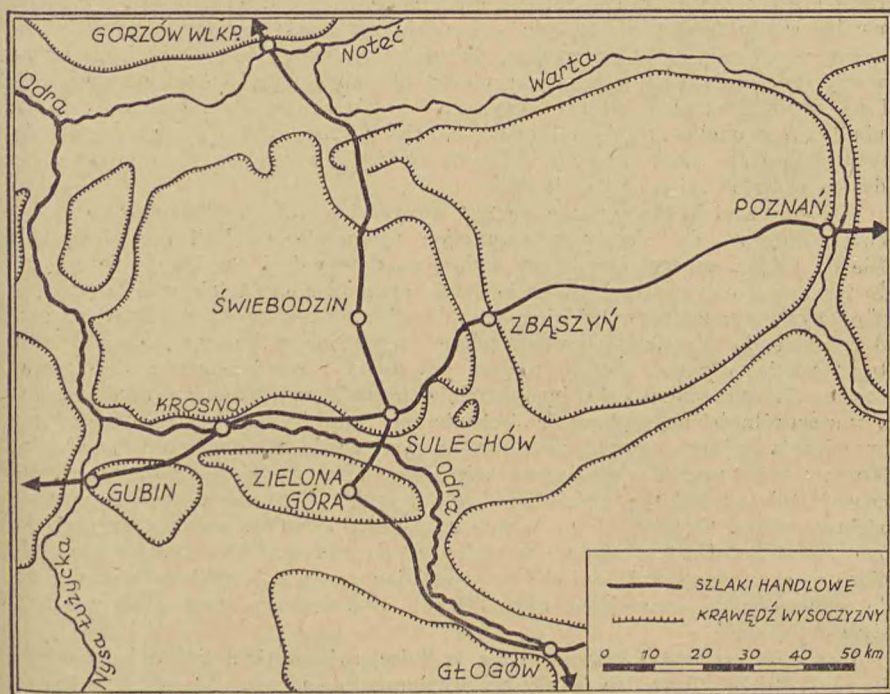 GORZÓW WLKP.
Noteć
Warta
Odra
POZNAŃ
ŚWIEBODZIN
ZBĄSZYŃ
KROSNO
SULECHÓW
GUBIN
ZIELONA
GÓRA
Odra
Nysa Łużycka
GŁOGÓW
SZLAKI HANDLOWE
KRAWĘDŹ WYSOCZYZNY
0 10 20 30 40 50 km